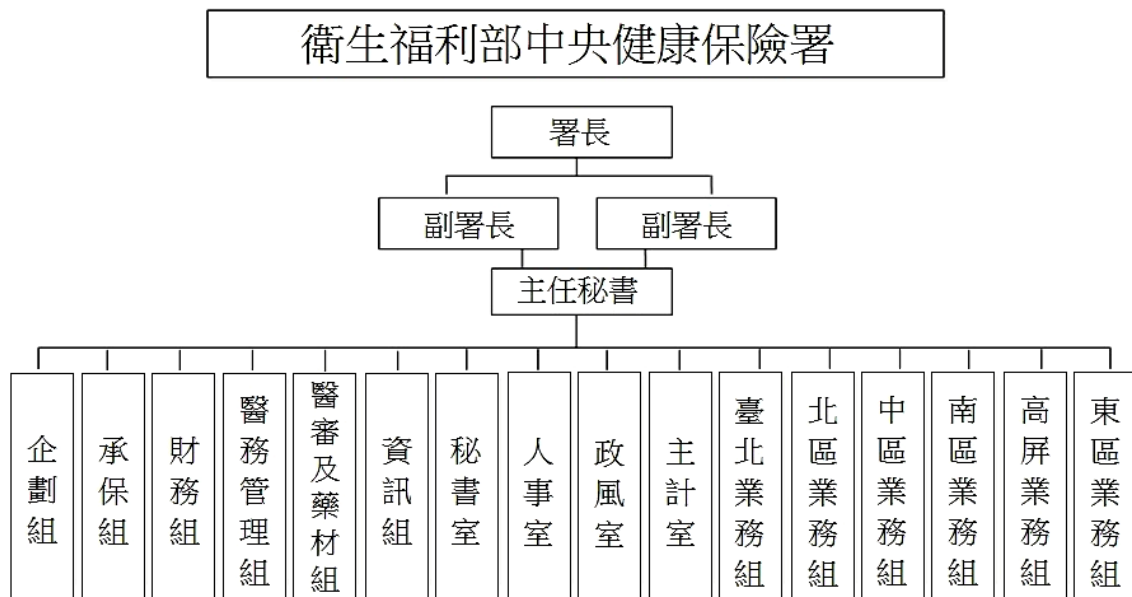 衛生福利部中央健康保險署
署長
副署長
副署長
主任秘書
企劃組
承保組
財務組
醫務管理組
醫審及藥材組
資訊組
秘書室
人事室
政風室
主計室
臺北業務組
北區業務組
中區業務組
南區業務組
高屏業務組
東區業務組